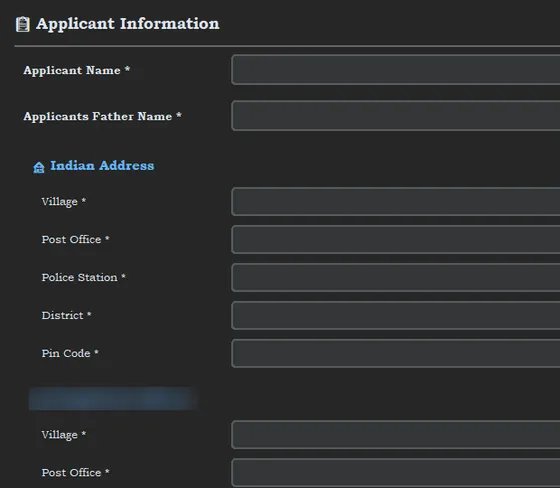 Applicant Information
Applicant Name *
Applicants Father Name *
Indian Address
Village *
Post Office *
Police Station *
District *
Pin Code *
Village *
Post Office *